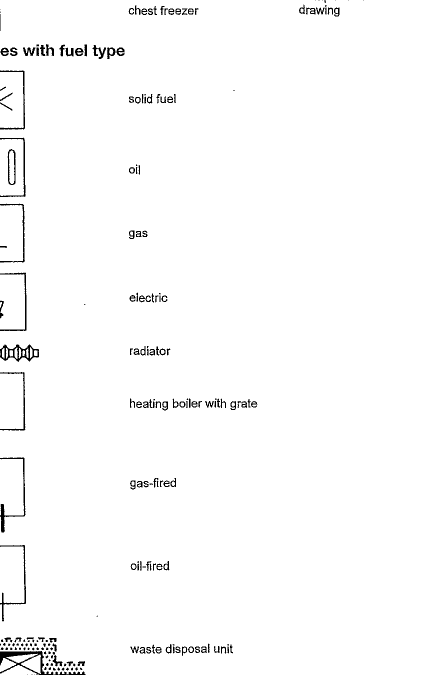 chest freezer
drawing
es with fuel type
solid fuel
oil
gas
electric
radiator
heating boiler with grate
gas-fired
oil-fired
waste disposal unit